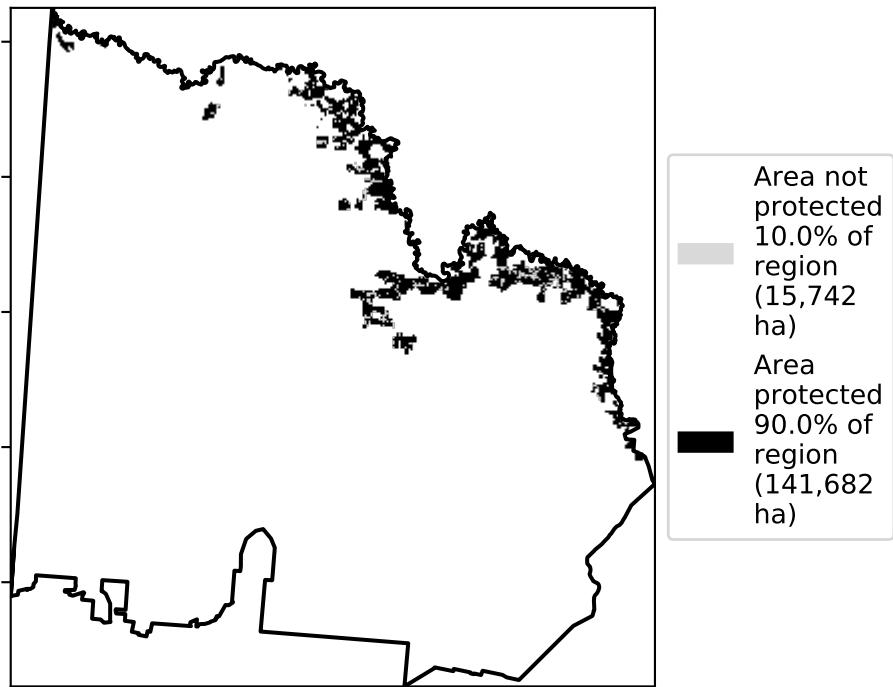 Area not
protected
10.0% of
region
(15,742
ha)
Area
protected
90.0% of
region
(141,682
ha)